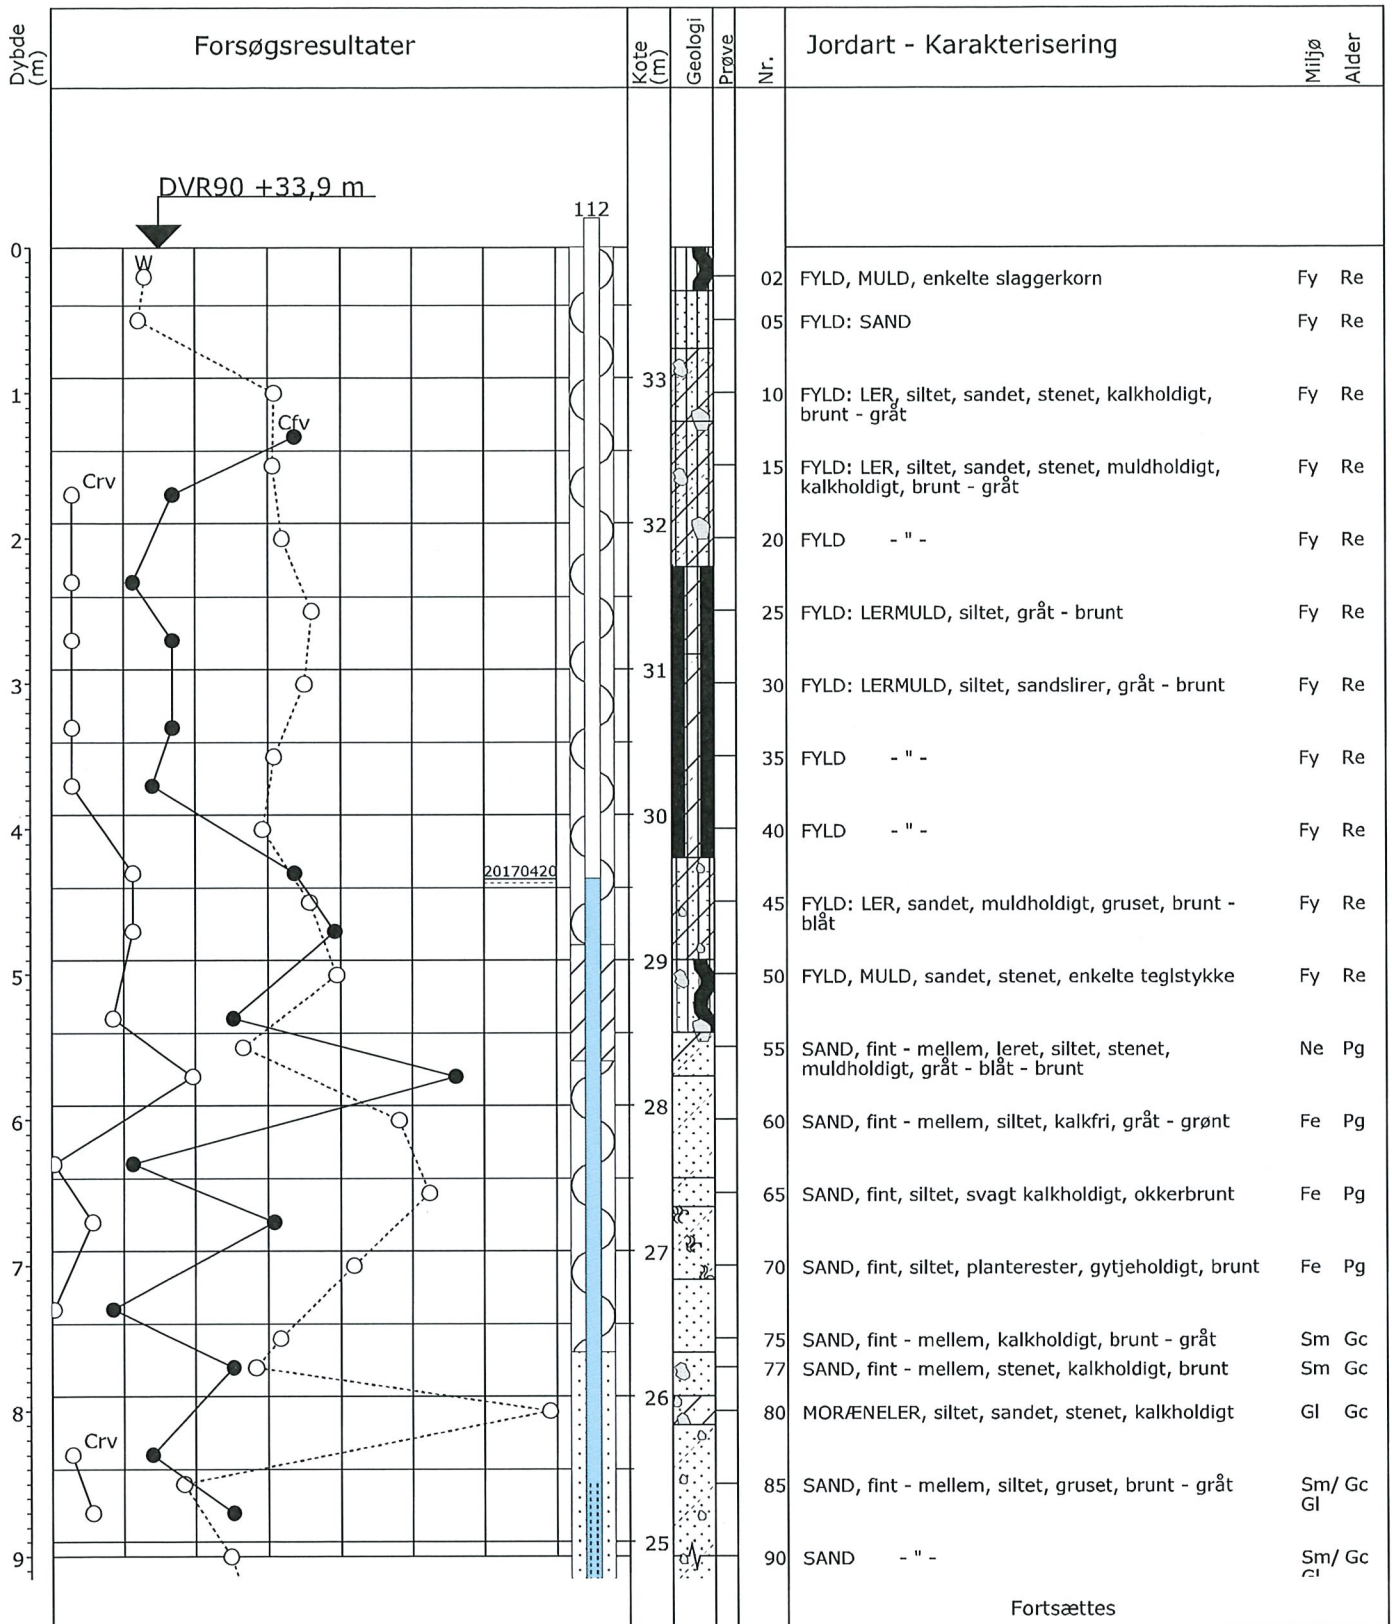 Dybde (m)
Forsøgsresultater
Kote (m)
Geologi
Prøve
Nr.
Jordart - Karakterisering
Miljø
Alder
DVR90 +33,9 m
112
0
W
02 FYLD, MULD, enkelte slaggerkorn Fy Re
05 FYLD: SAND Fy Re
33
1
10 FYLD: LER, siltet, sandet, stenet, kalkholdigt, Fy Re
brunt - gråt
Cfv
Crv
15 FYLD: LER, siltet, sandet, stenet, muldholdigt, Fy Re
kalkholdigt, brunt - gråt
32
2
20 FYLD - " - Fy Re
25 FYLD: LERMULD, siltet, gråt - brunt Fy Re
31
3
30 FYLD: LERMULD, siltet, sandslirer, gråt - brunt Fy Re
35 FYLD - " - Fy Re
30
4
40 FYLD - " - Fy Re
20170420
45 FYLD: LER, sandet, muldholdigt, gruset, brunt - Fy Re
blåt
29
5
50 FYLD, MULD, sandet, stenet, enkelte teglstykke Fy Re
55 SAND, fint - mellem, leret, siltet, stenet, Ne Pg
muldholdigt, gråt - blåt - brunt
28
6
60 SAND, fint - mellem, siltet, kalkfri, gråt - grønt Fe Pg
65 SAND, fint, siltet, svagt kalkholdigt, okkerbrunt Fe Pg
27
7
70 SAND, fint, siltet, planterester, gytjeholdigt, brunt Fe Pg
75 SAND, fint - mellem, kalkholdigt, brunt - gråt Sm Gc
77 SAND, fint - mellem, stenet, kalkholdigt, brunt Sm Gc
26
8
80 MORÆNELER, siltet, sandet, stenet, kalkholdigt Gl Gc
Crv
85 SAND, fint - mellem, siltet, gruset, brunt - gråt Sm/ Gc
Gl
25
9
90 SAND - " - Sm/ Gc
Gl
Fortsættes